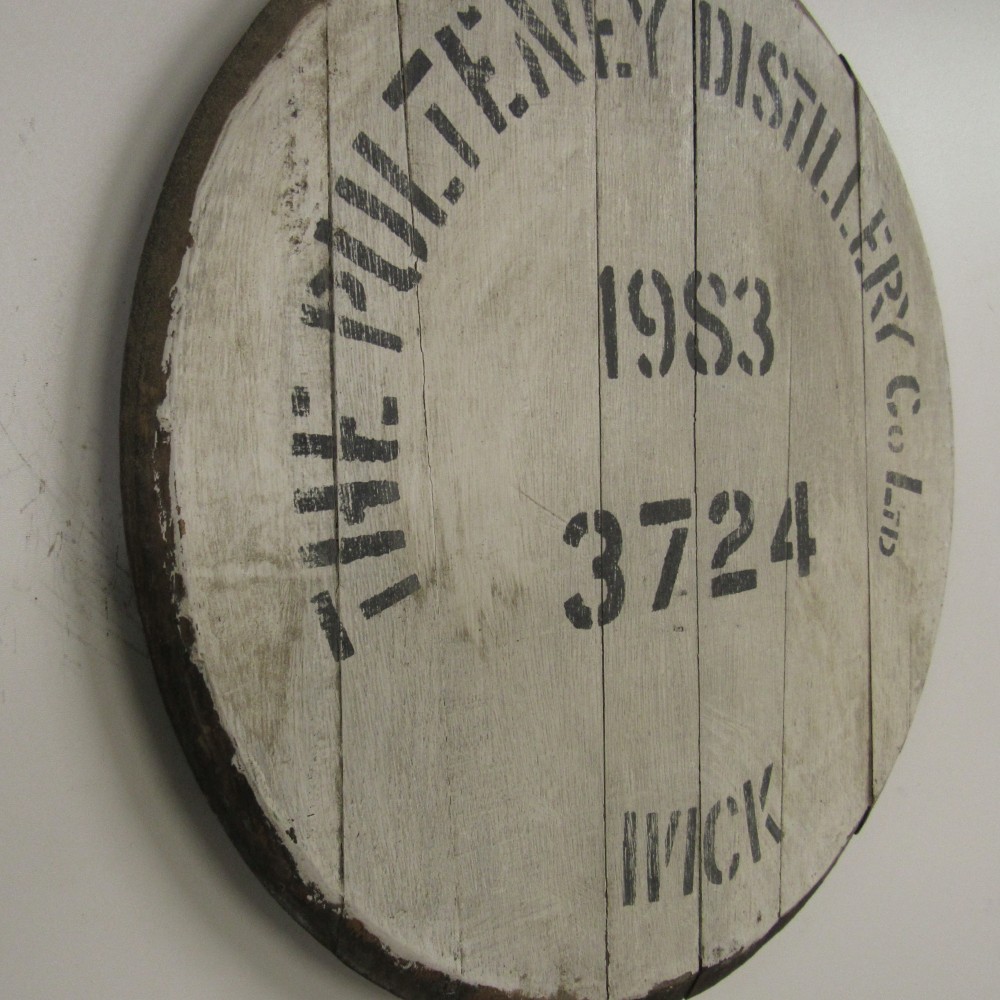 THE PULTENEY DISTILLERY Co LTD
1983
3724
WICK